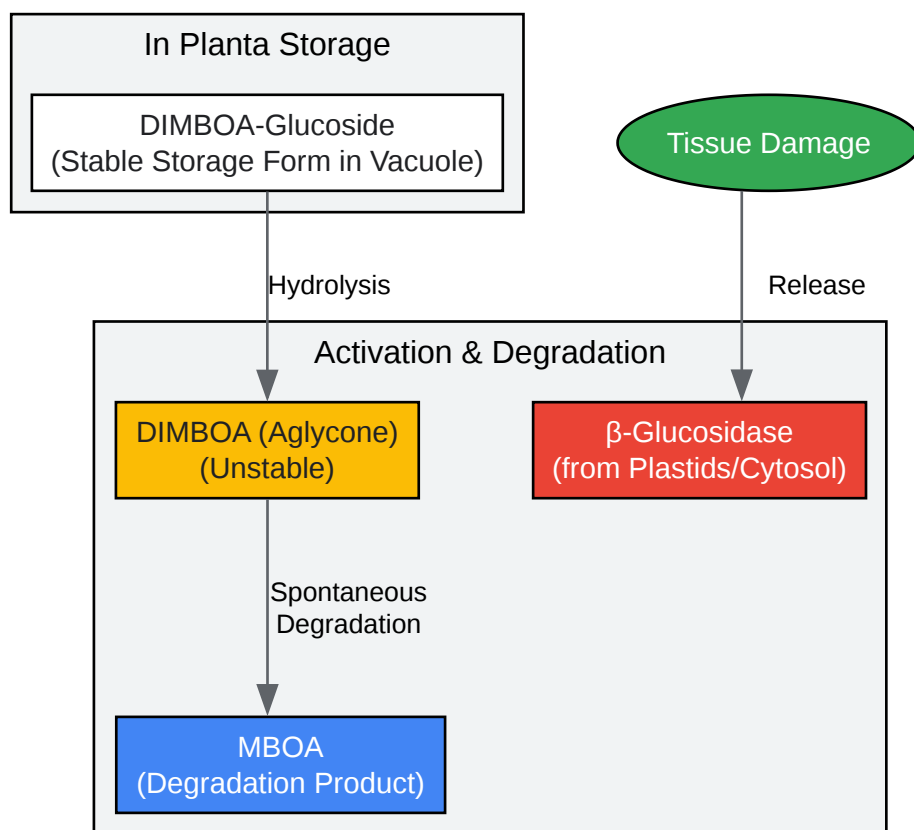 In Planta Storage
DIMBOA-Glucoside
(Stable Storage Form in Vacuole)
Tissue Damage
Hydrolysis
Release
Activation & Degradation
DIMBOA (Aglycone)
(Unstable)
β-Glucosidase
(from Plastids/Cytosol)
Spontaneous
Degradation
MBOA
(Degradation Product)